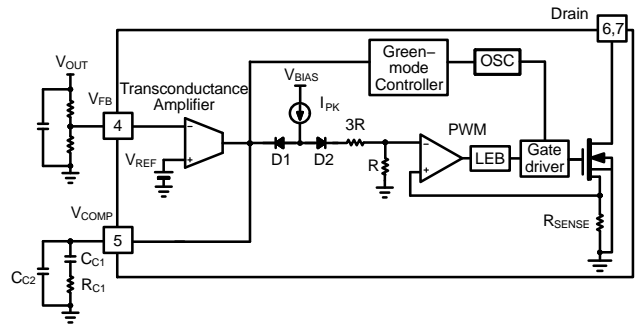 Drain
6,7
VOUT
Transconductance
Amplifier
VFB
4
VREF
VBIAS
IPK
Green–
mode
Controller
OSC
D1
D2
3R
R
PWM
LEB
Gate
driver
RSENSE
VCOMP
5
CC1
CC2
RC1